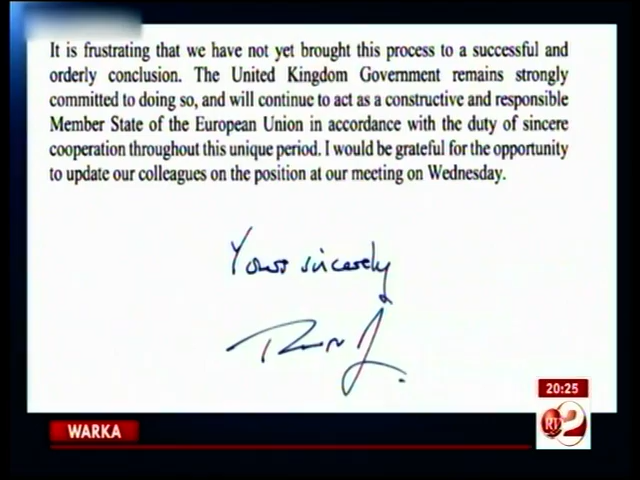 It is frustrating that we have not yet brought this process to a successful and
orderly conclusion. The United Kingdom Government remains strongly
committed to doing so, and will continue to act as a constructive and responsible
Member State of the European Union in accordance with the duty of sincere
cooperation throughout this unique period. I would be grateful for the opportunity
to update our colleagues on the position at our meeting on Wednesday.
Yours sincerely
20:25
2
WARKA